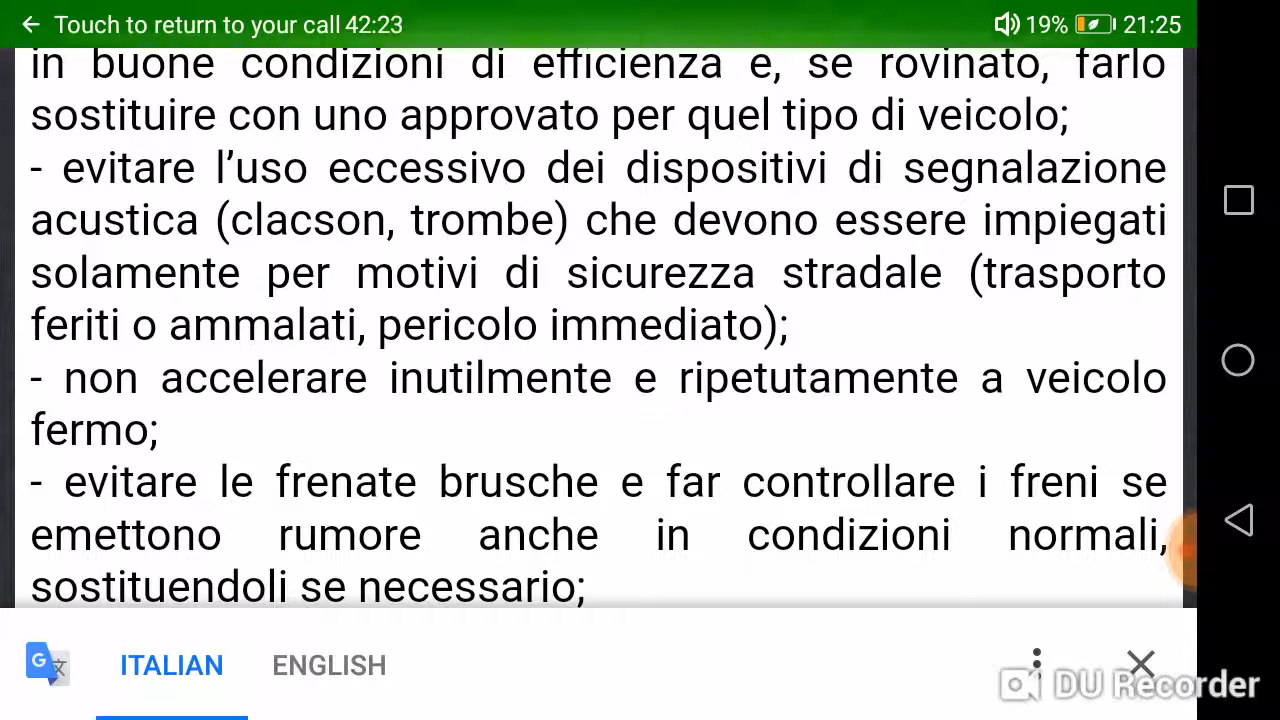 Touch to return to your call 42:23 19% 21:25
in buone condizioni di efficienza e, se rovinato, farlo
sostituire con uno approvato per quel tipo di veicolo;
- evitare l’uso eccessivo dei dispositivi di segnalazione
acustica (clacson, trombe) che devono essere impiegati
solamente per motivi di sicurezza stradale (trasporto
feriti o ammalati, pericolo immediato);
- non accelerare inutilmente e ripetutamente a veicolo
fermo;
- evitare le frenate brusche e far controllare i freni se
emettono rumore anche in condizioni normali,
sostituendoli se necessario;
G 文 ITALIAN ENGLISH
DU Recorder